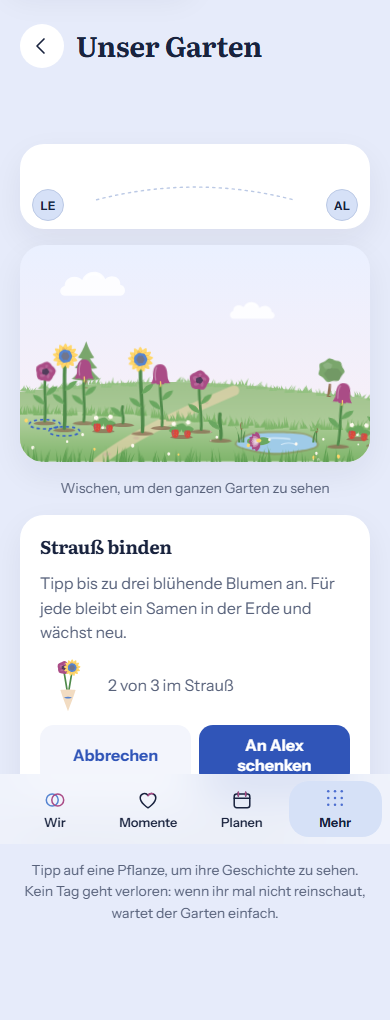 Unser Garten
LE
AL
Wischen, um den ganzen Garten zu sehen
Strauß binden
Tipp bis zu drei blühende Blumen an. Für
jede bleibt ein Samen in der Erde und
wächst neu.
2 von 3 im Strauß
Abbrechen
An Alex
schenken
Wir
Momente
Planen
Mehr
Tipp auf eine Pflanze, um ihre Geschichte zu sehen.
Kein Tag geht verloren: wenn ihr mal nicht reinschaut,
wartet der Garten einfach.